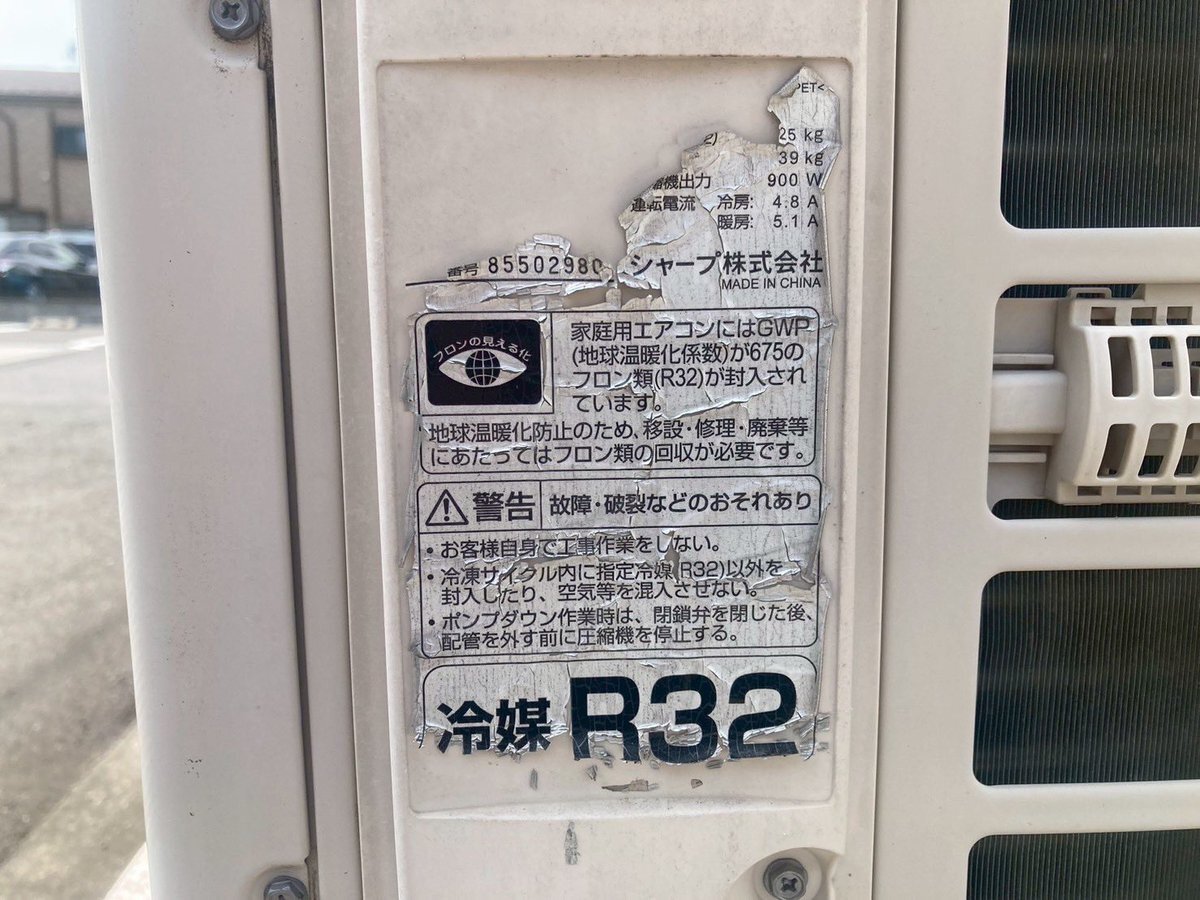 PET<
25 kg
39 kg
機出力 900 W
運転電流 冷房: 4.8 A
暖房: 5.1 A
番号 85502980 シャープ株式会社
MADE IN CHINA
フロンの見える化
家庭用エアコンにはGWP
(地球温暖化係数)が675の
フロン類(R32)が封入され
ています。
地球温暖化防止のため、移設・修理・廃棄等
にあたってはフロン類の回収が必要です。
警告 故障・破裂などのおそれあり
・お客様自身で工事作業をしない。
・冷凍サイクル内に指定冷媒(R32)以外を
封入したり、空気等を混入させない。
・ポンプダウン作業時は、閉鎖弁を閉じた後、
配管を外す前に圧縮機を停止する。
冷媒 R32